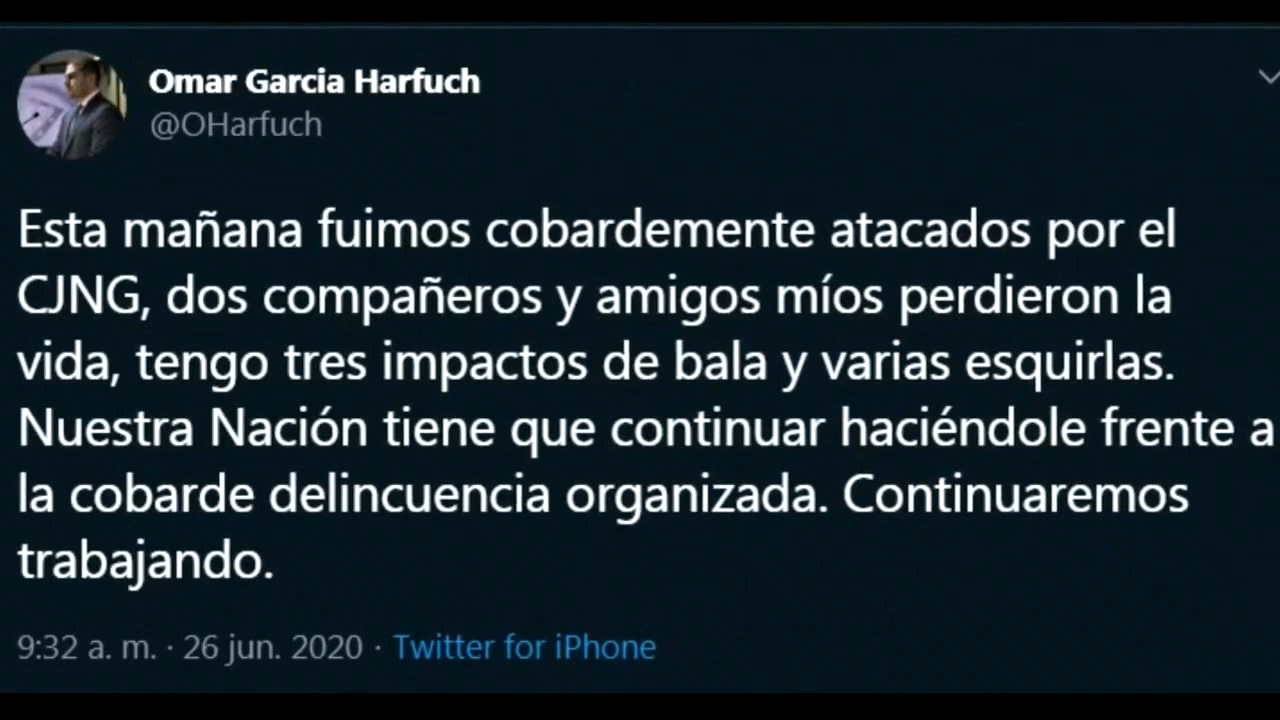 Omar Garcia Harfuch
@OHarfuch
Esta mañana fuimos cobardemente atacados por el
CJNG, dos compañeros y amigos míos perdieron la
vida, tengo tres impactos de bala y varias esquirlas.
Nuestra Nación tiene que continuar haciéndole frente a
la cobarde delincuencia organizada. Continuaremos
trabajando.
9:32 a. m. · 26 jun. 2020 · Twitter for iPhone